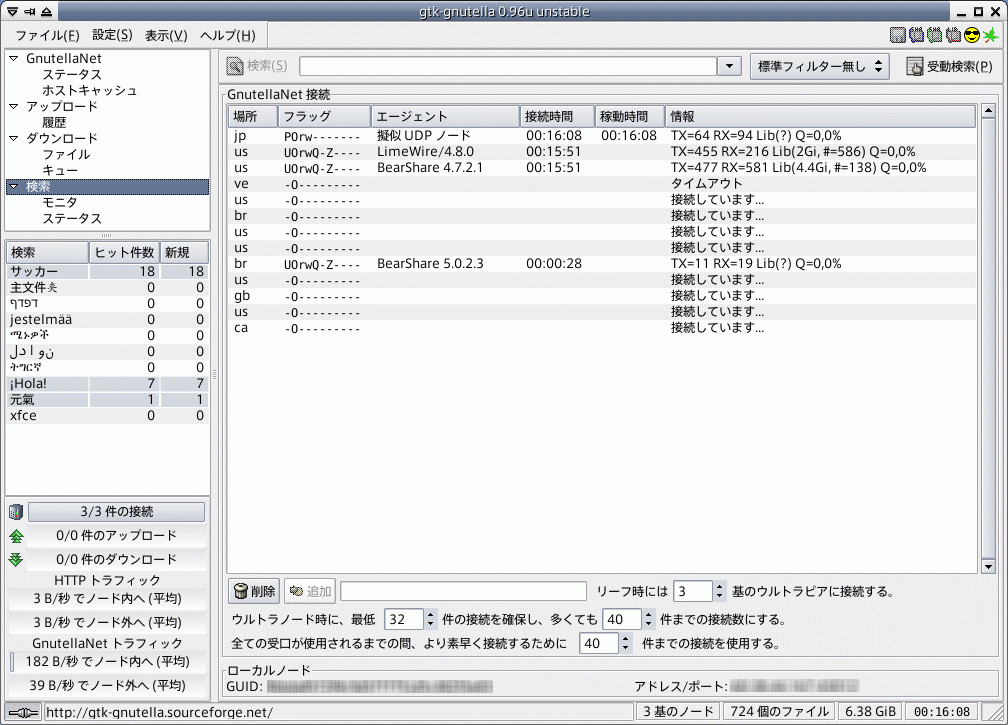 gtk-gnutella 0.96u unstable
ファイル(F) 設定(S) 表示(V) ヘルプ(H)
GnutellaNet
ステータス
ホストキャッシュ
アップロード
履歴
ダウンロード
ファイル
キュー
検索
モニタ
ステータス
検索 ヒット件数 新規
サッカー 18 18
主文件夹 0 0
דפדף 0 0
jestelmää 0 0
0 0
0 0
ትግርኛ 0 0
¡Hola! 7 7
元氣 1 1
xfce 0 0
3/3 件の接続
0/0 件のアップロード
0/0 件のダウンロード
HTTP トラフィック
3 B/秒 でノード内へ (平均)
3 B/秒 でノード外へ (平均)
GnutellaNet トラフィック
182 B/秒 でノード内へ (平均)
39 B/秒 でノード外へ (平均)
検索(S) 標準フィルター無し 受動検索(P)
GnutellaNet 接続
場所 フラッグ エージェント 接続時間 稼動時間 情報
jp POrw------- 擬似 UDP ノード 00:16:08 00:16:08 TX=64 RX=94 Lib(?) Q=0,0%
us UOrwQ-Z---- LimeWire/4.8.0 00:15:51 TX=455 RX=216 Lib(2Gi, #=586) Q=0,0%
us UOrwQ-Z---- BearShare 4.7.2.1 00:15:51 TX=477 RX=581 Lib(4.4Gi, #=138) Q=0,0%
ve -O--------- タイムアウト
us -O--------- 接続しています...
br -O--------- 接続しています...
us -O--------- 接続しています...
us -O--------- 接続しています...
br UOrwQ-Z---- BearShare 5.0.2.3 00:00:28 TX=11 RX=19 Lib(?) Q=0,0%
us -O--------- 接続しています...
gb -O--------- 接続しています...
us -O--------- 接続しています...
ca -O--------- 接続しています...
削除 追加 リーフ時には 3 基のウルトラピアに接続する。
ウルトラノード時に、最低 32 件の接続を確保し、多くても 40 件までの接続数にする。
全ての受口が使用されるまでの間、より素早く接続するために 40 件までの接続を使用する。
ローカルノード
GUID: アドレス/ポート:
http://gtk-gnutella.sourceforge.net/ 3 基のノード 724 個のファイル 6.38 GiB 00:16:08